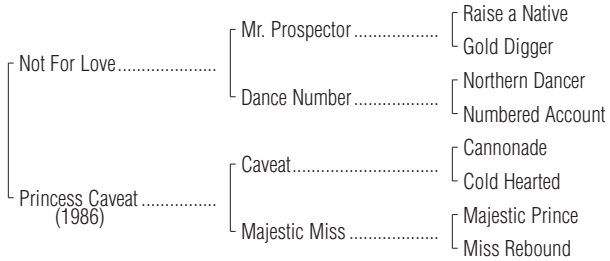 Raise a Native
Mr. Prospector ..................
Gold Digger
Not For Love .....................
Northern Dancer
Dance Number ..................
Numbered Account
Cannonade
Caveat ...............................
Cold Hearted
Princess Caveat ................
(1986)
Majestic Prince
Majestic Miss ...................
Miss Rebound